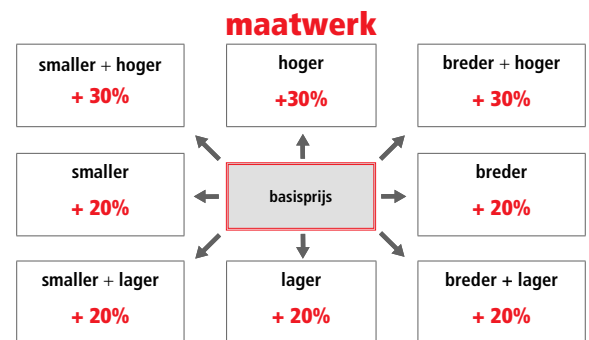 maatwerk
smaller + hoger
+ 30%
hoger
+30%
breder + hoger
+ 30%
smaller
+ 20%
basisprijs
breder
+ 20%
smaller + lager
+ 20%
lager
+ 20%
breder + lager
+ 20%